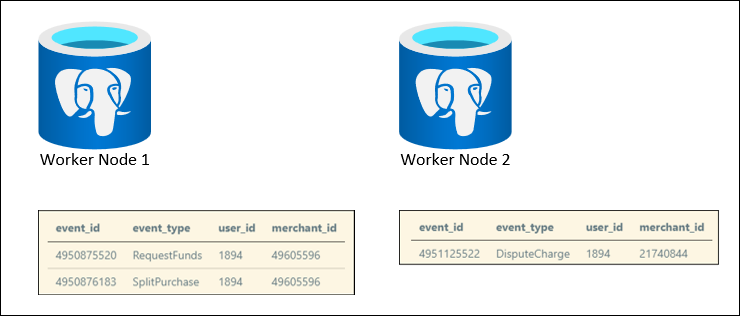 Worker Node 1
event_id event_type user_id merchant_id
4950875520 RequestFunds 1894 49605596
4950876183 SplitPurchase 1894 49605596
Worker Node 2
event_id event_type user_id merchant_id
4951125522 DisputeCharge 1894 21740844